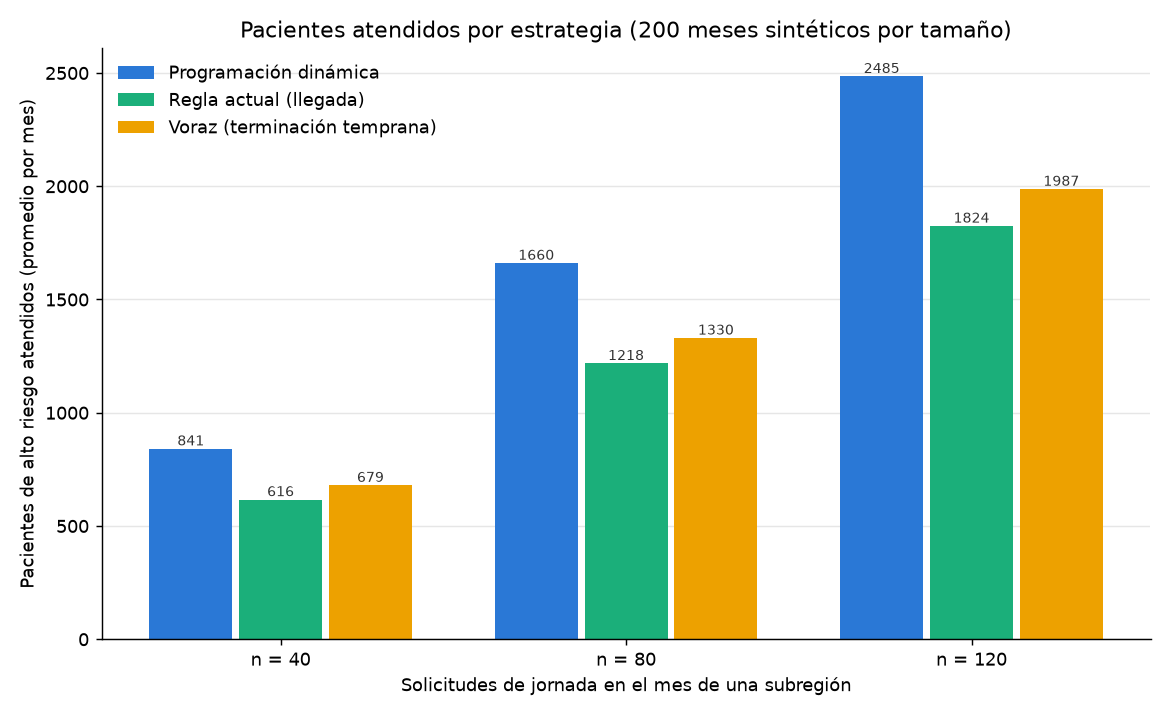 Pacientes atendidos por estrategia (200 meses sintéticos por tamaño)
Programación dinámica
Regla actual (llegada)
Voraz (terminación temprana)
Pacientes de alto riesgo atendidos (promedio por mes)
2500
2000
1500
1000
500
0
841
616
679
1660
1218
1330
2485
1824
1987
n = 40
n = 80
n = 120
Solicitudes de jornada en el mes de una subregión